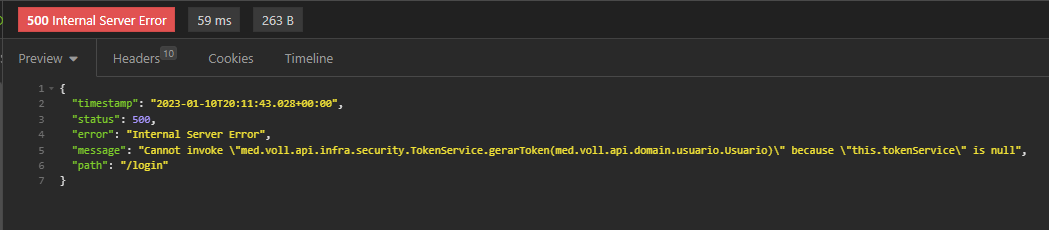 500 Internal Server Error 59 ms 263 B
Preview Headers 10 Cookies Timeline
1 {
2 "timestamp": "2023-01-10T20:11:43.028+00:00",
3 "status": 500,
4 "error": "Internal Server Error",
5 "message": "Cannot invoke \"med.voll.api.infra.security.TokenService.gerarToken(med.voll.api.domain.usuario.Usuario)\" because \"this.tokenService\" is null",
6 "path": "/login"
7 }